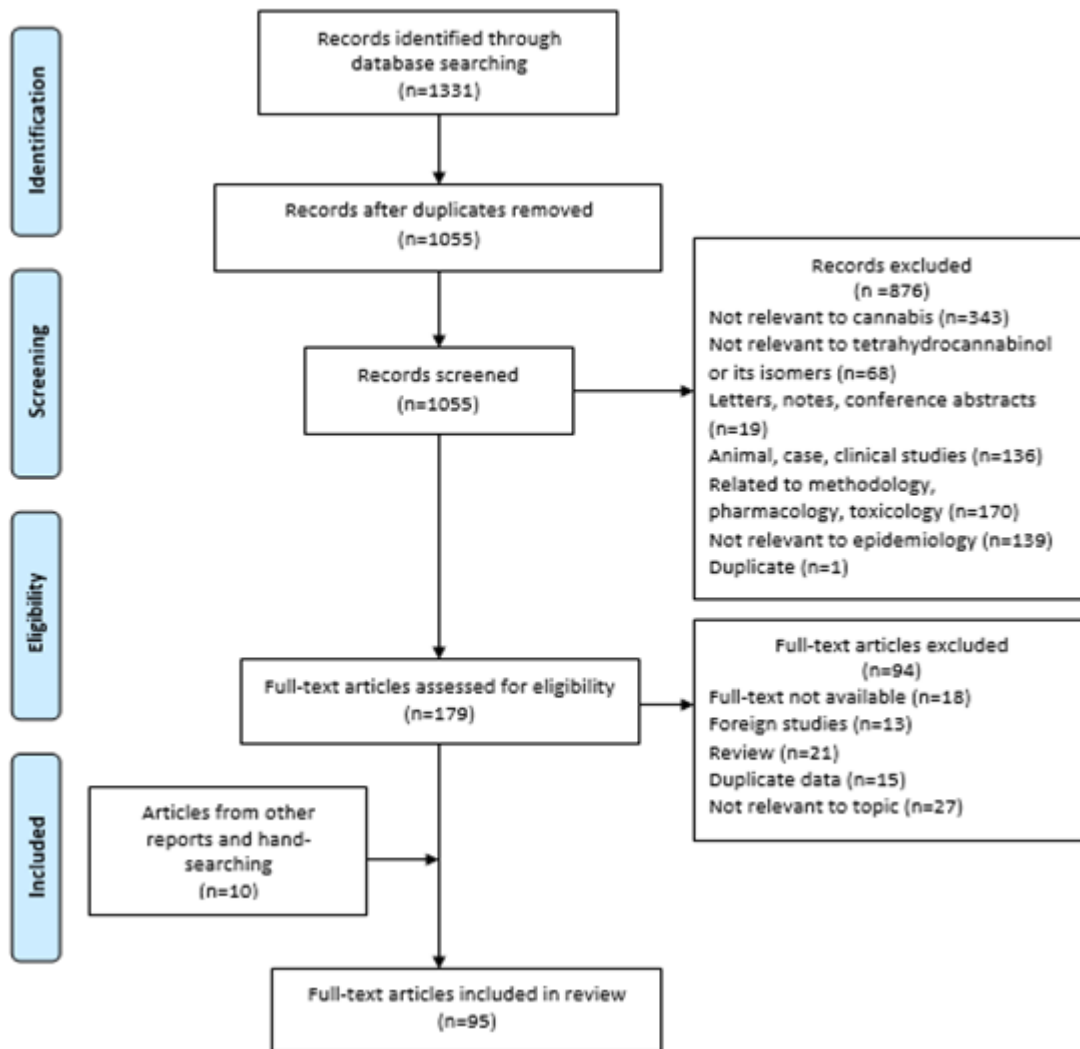 Identification
Records identified through
database searching
(n=1331)
Records after duplicates removed
(n=1055)
Screening
Records screened
(n=1055)
Records excluded
(n =876)
Not relevant to cannabis (n=343)
Not relevant to tetrahydrocannabinol
or its isomers (n=68)
Letters, notes, conference abstracts
(n=19)
Animal, case, clinical studies (n=136)
Related to methodology,
pharmacology, toxicology (n=170)
Not relevant to epidemiology (n=139)
Duplicate (n=1)
Eligibility
Full-text articles assessed for eligibility
(n=179)
Full-text articles excluded
(n=94)
Full-text not available (n=18)
Foreign studies (n=13)
Review (n=21)
Duplicate data (n=15)
Not relevant to topic (n=27)
Included
Articles from other
reports and hand-
searching
(n=10)
Full-text articles included in review
(n=95)